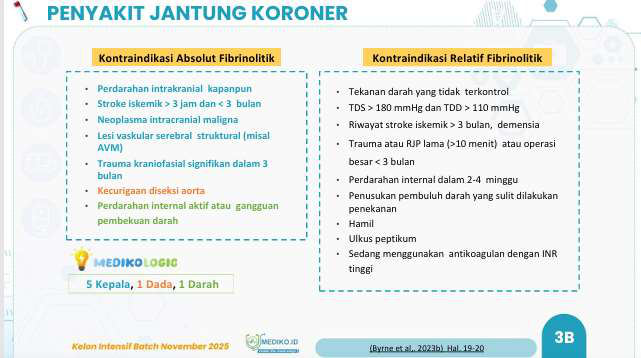 PENYAKIT JANTUNG KORONER
Kontraindikasi Absolut Fibrinolitik
• Perdarahan intrakranial kapanpun
• Stroke iskemik > 3 jam dan < 3 bulan
• Neoplasma intracranial maligna
• Lesi vaskular serebral struktural (misal
AVM)
• Trauma kraniofasial signifikan dalam 3
bulan
• Kecurigaan diseksi aorta
• Perdarahan internal aktif atau gangguan
pembekuan darah
MEDIKOLOGIC
5 Kepala, 1 Dada, 1 Darah
Kontraindikasi Relatif Fibrinolitik
• Tekanan darah yang tidak terkontrol
• TDS > 180 mmHg dan TDD > 110 mmHg
• Riwayat stroke iskemik > 3 bulan, demensia
• Trauma atau RJP lama (>10 menit) atau operasi
besar < 3 bulan
• Perdarahan internal dalam 2-4 minggu
• Penusukan pembuluh darah yang sulit dilakukan
penekanan
• Hamil
• Ulkus peptikum
• Sedang menggunakan antikoagulan dengan INR
tinggi
Kelon Intensif Batch November 2025
MEDIKO.ID
(Byrne et al., 2023b) Hal. 19-20
3B